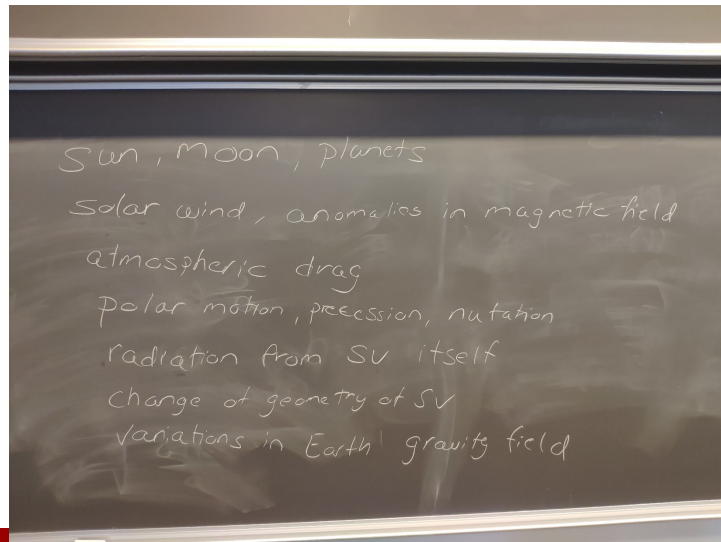 Sun, Moon, planets
Solar wind, anomalies in magnetic field
atmospheric drag
polar motion, precession, nutation
radiation from SV itself
change of geometry of SV
variations in Earth gravity field